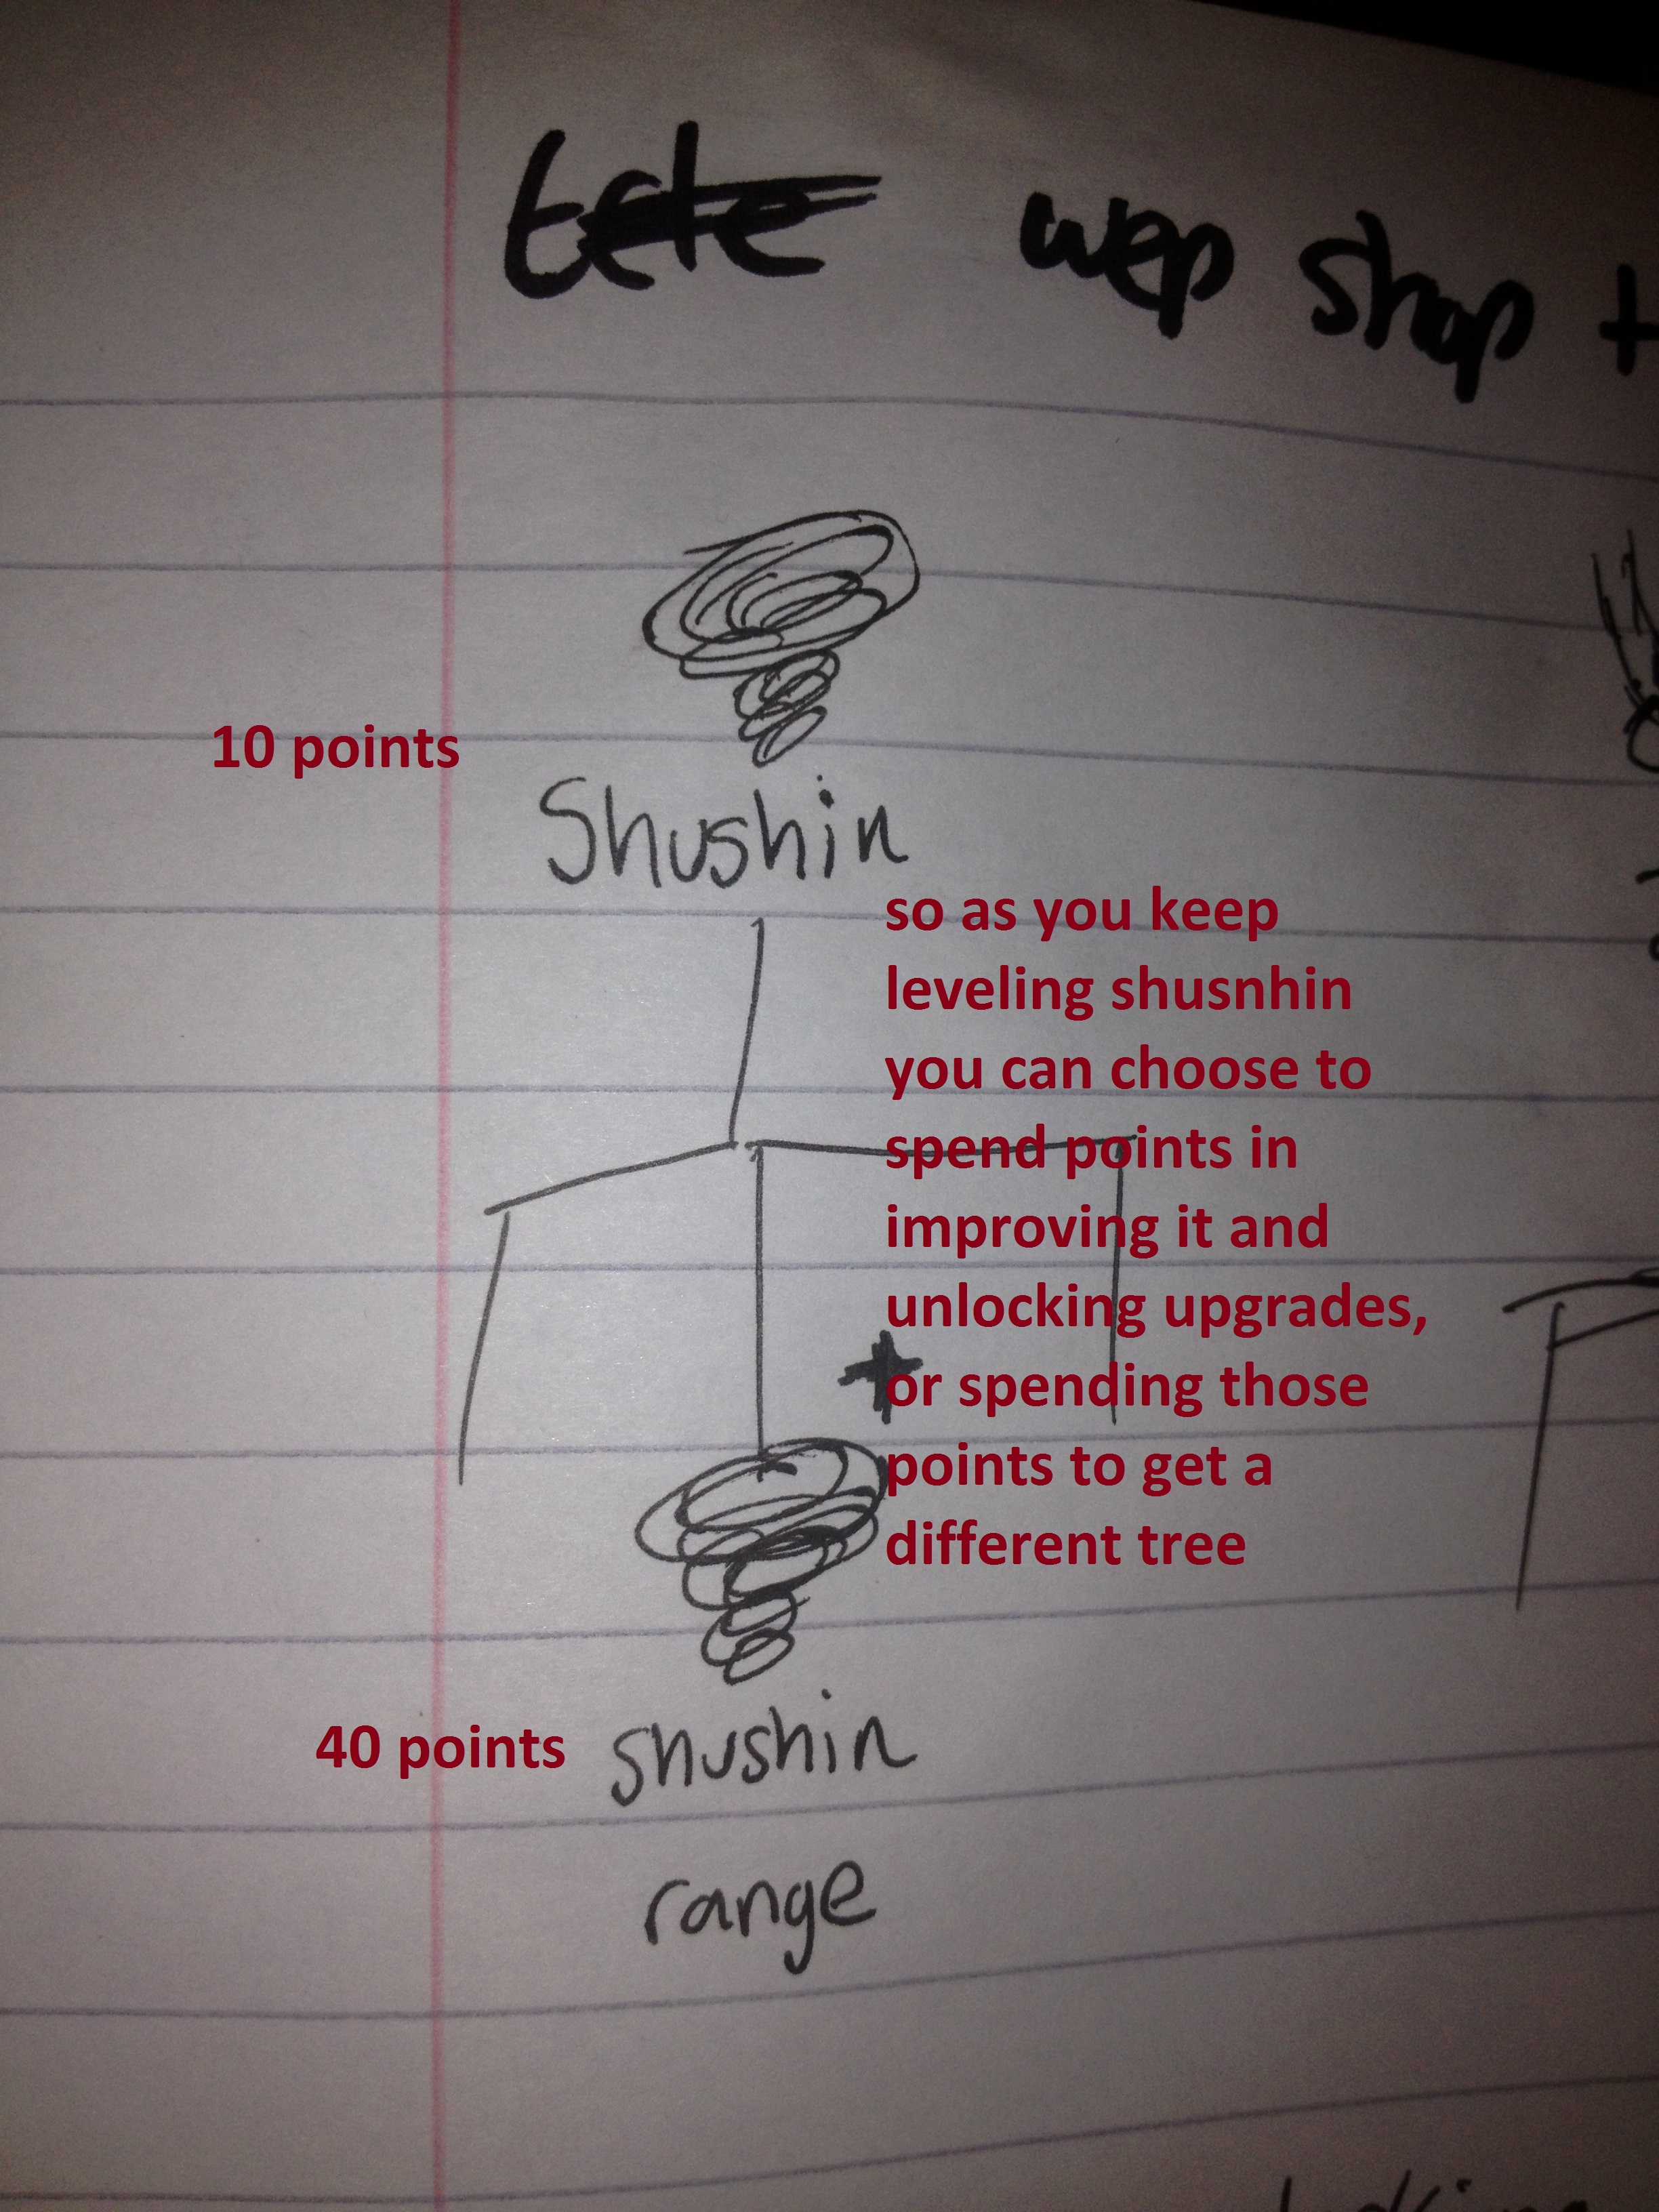 wep shop +
10 points
Shushin
so as you keep
leveling shusnhin
you can choose to
spend points in
improving it and
unlocking upgrades,
or spending those
points to get a
different tree
+
40 points
shushin
range